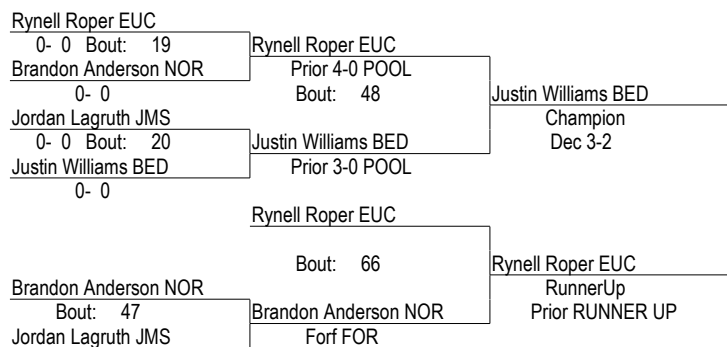 Rynell Roper EUC
0- 0 Bout: 19
Rynell Roper EUC
Brandon Anderson NOR
Prior 4-0 POOL
0- 0
Bout: 48
Justin Williams BED
Jordan Lagruth JMS
Champion
0- 0 Bout: 20
Justin Williams BED
Dec 3-2
Justin Williams BED
Prior 3-0 POOL
0- 0
Rynell Roper EUC
Bout: 66
Rynell Roper EUC
Brandon Anderson NOR
RunnerUp
Bout: 47
Brandon Anderson NOR
Prior RUNNER UP
Jordan Lagruth JMS
Forf FOR